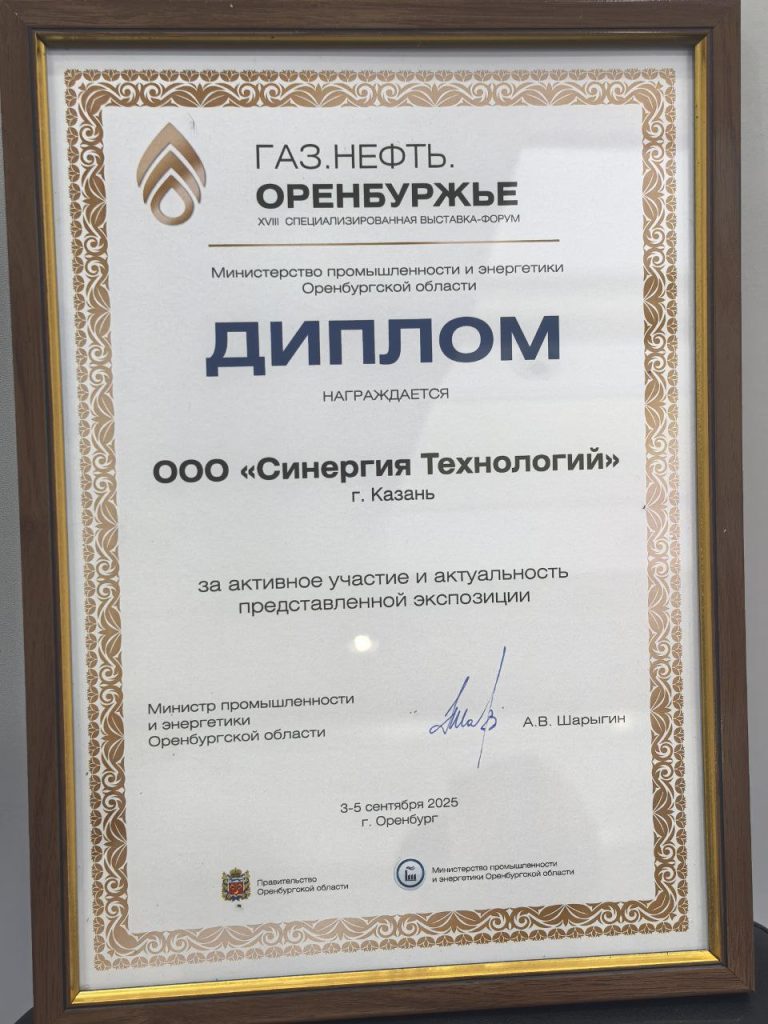 ГАЗ.НЕФТЬ.
ОРЕНБУРЖЬЕ
XVIII СПЕЦИАЛИЗИРОВАННАЯ ВЫСТАВКА-ФОРУМ
Министерство промышленности и энергетики
Оренбургской области
ДИПЛОМ
НАГРАЖДАЕТСЯ
ООО «Синергия Технологий»
г. Казань
за активное участие и актуальность
представленной экспозиции
Министр промышленности
и энергетики
Оренбургской области
А.В. Шарыгин
3-5 сентября 2025
г. Оренбург
Правительство
Оренбургской области
Министерство промышленности
и энергетики Оренбургской области